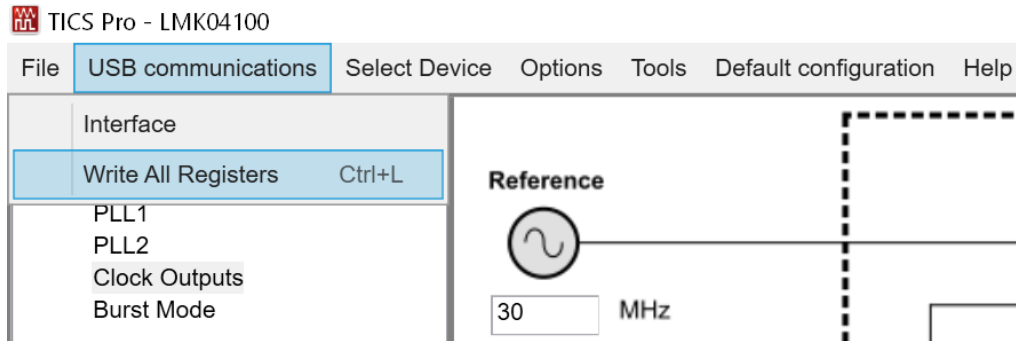 TICS Pro - LMK04100
File USB communications Select Device Options Tools Default configuration Help
Interface
Write All Registers Ctrl+L
PLL1
PLL2
Clock Outputs
Burst Mode
Reference
30 MHz